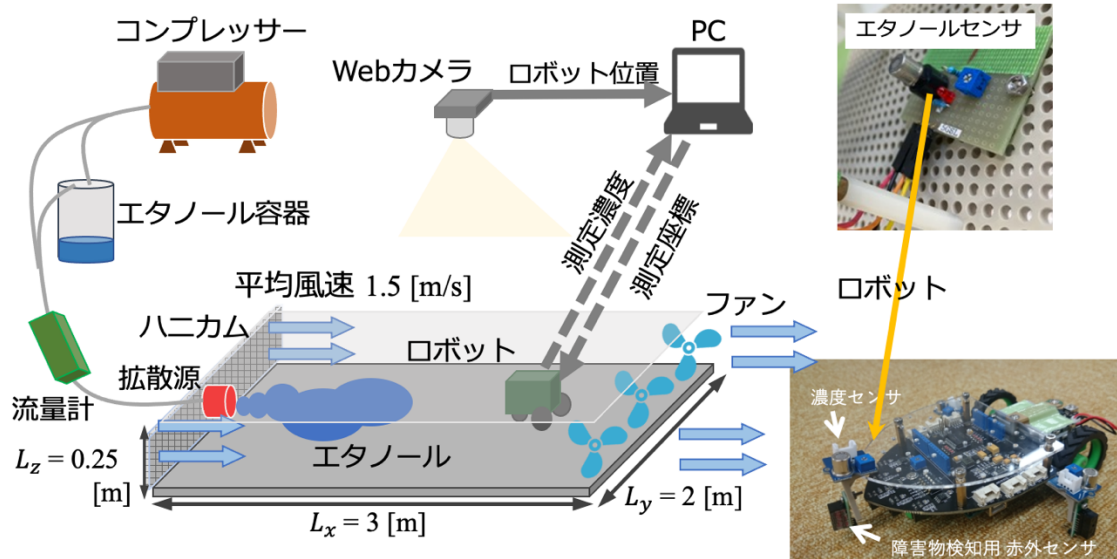 コンプレッサー
PC
エタノールセンサ
Webカメラ
ロボット位置
エタノール容器
測定濃度
測定座標
平均風速 1.5 [m/s]
ハニカム
ファン
ロボット
ロボット
拡散源
流量計
濃度センサ
エタノール
L_z = 0.25
[m]
L_y = 2 [m]
L_x = 3 [m]
障害物検知用 赤外センサ